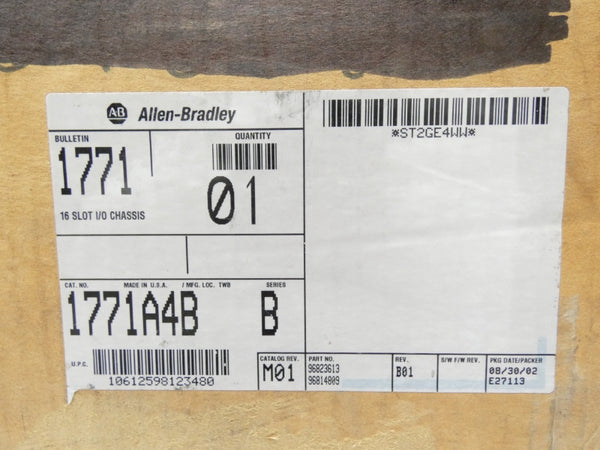 AB Allen-Bradley
BULLETIN
1771
QUANTITY
01
16 SLOT I/O CHASSIS
*ST2GE4WW*
CAT. NO. MADE IN U.S.A. / MFG. LOC. TWB SERIES
1771A4B B
U.P.C.
10612598123480
CATALOG REV.
M01
PART NO.
96823613
96814809
REV.
B01
S/W F/W REV.
PKG DATE/PACKER
08/30/02
E27113